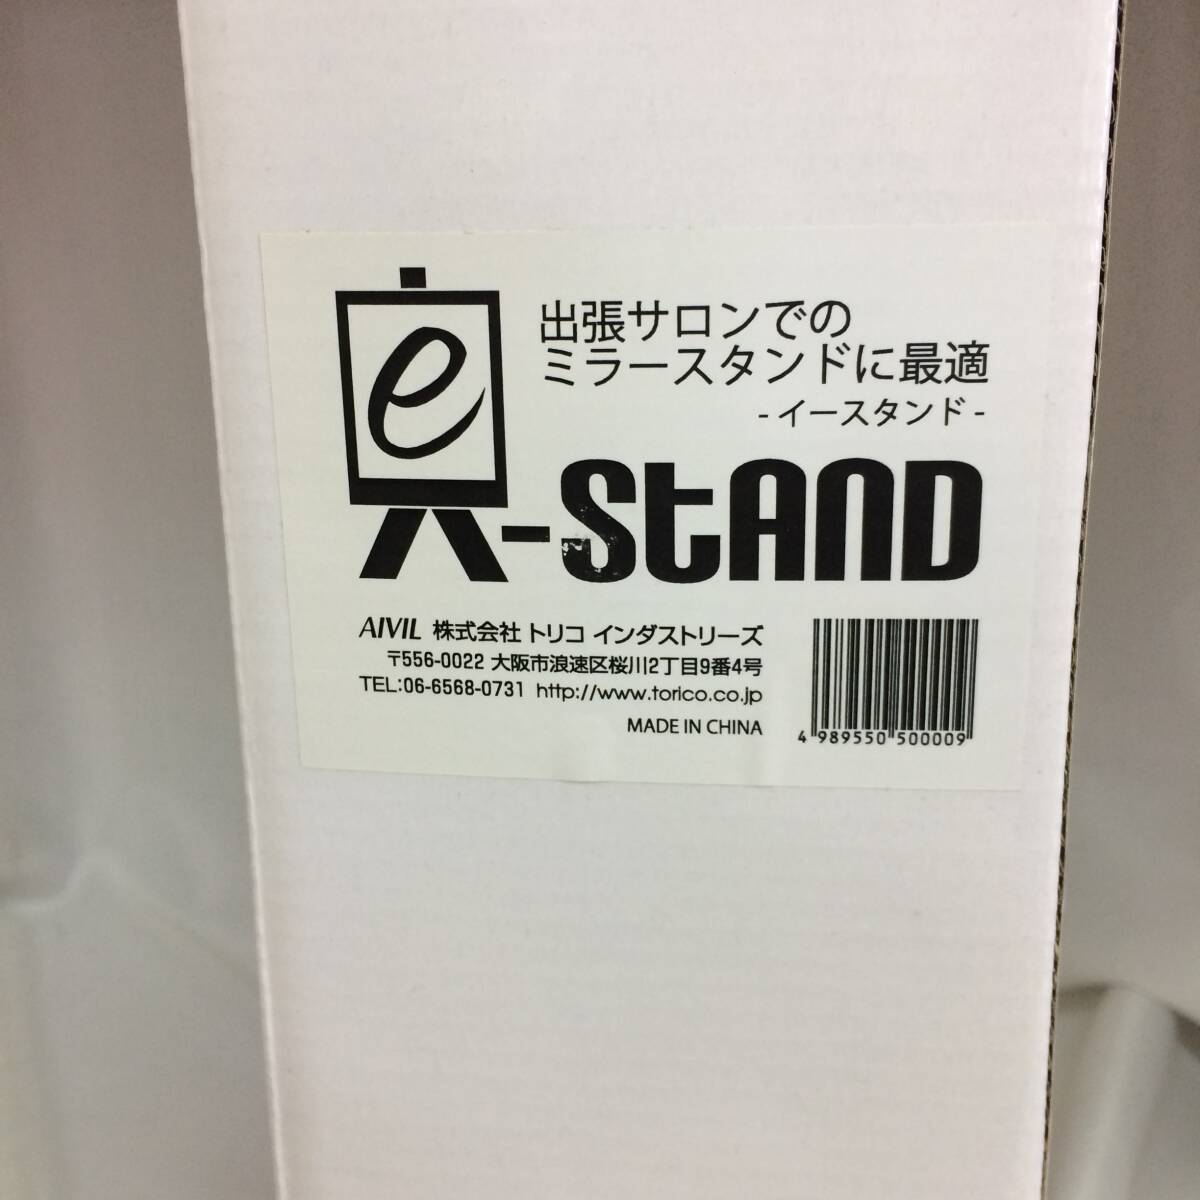 出張サロンでの
ミラースタンドに最適
- イースタンド -
e-StAND
AIVIL 株式会社 トリコ インダストリーズ
〒556-0022 大阪市浪速区桜川2丁目9番4号
TEL:06-6568-0731 http://www.torico.co.jp
MADE IN CHINA
4 989550 500009